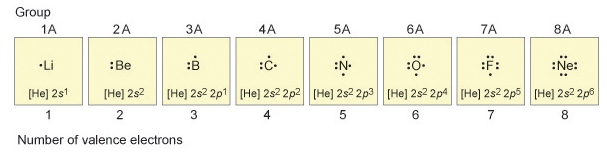 Group
1A 2A 3A 4A 5A 6A 7A 8A
·Li :Be :Ḃ :Ċ· :Ṇ̇· :Ọ̈· :F̤̈· :N̤̈e:
[He] 2s¹ [He] 2s² [He] 2s² 2p¹ [He] 2s² 2p² [He] 2s² 2p³ [He] 2s² 2p⁴ [He] 2s² 2p⁵ [He] 2s² 2p⁶
1 2 3 4 5 6 7 8
Number of valence electrons